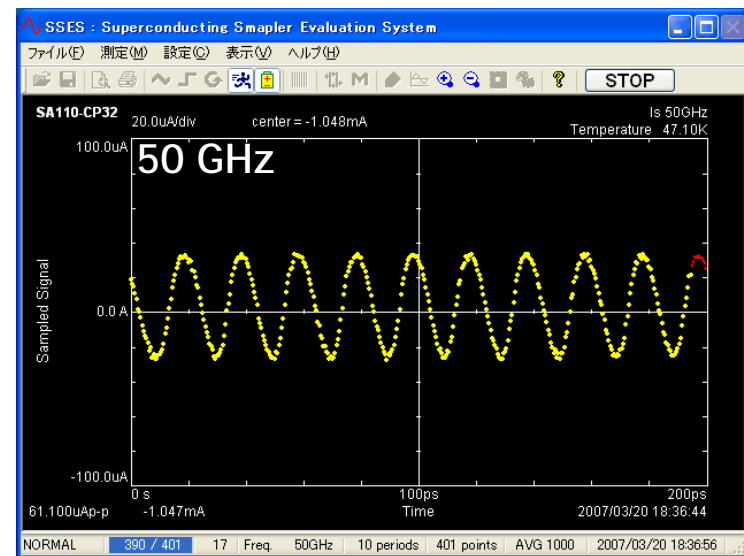 SSES : Superconducting Smapler Evaluation System
ファイル(F) 測定(M) 設定(C) 表示(V) ヘルプ(H)
STOP
SA110-CP32 20.0uA/div center = -1.048mA Is 50GHz
Temperature 47.10K
100.0uA
50 GHz
Sampled Signal
0.0 A
-100.0uA
0 s 100ps 200ps
61.100uAp-p -1.047mA Time 2007/03/20 18:36:44
NORMAL 390 / 401 17 Freq. 50GHz 10 periods 401 points AVG 1000 2007/03/20 18:36:56